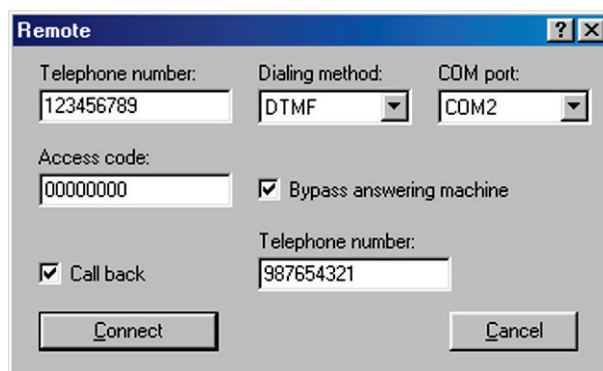 Remote
Telephone number: Dialing method: COM port:
123456789 DTMF COM2
Access code:
00000000 Bypass answering machine
Telephone number:
Call back 987654321
Connect Cancel